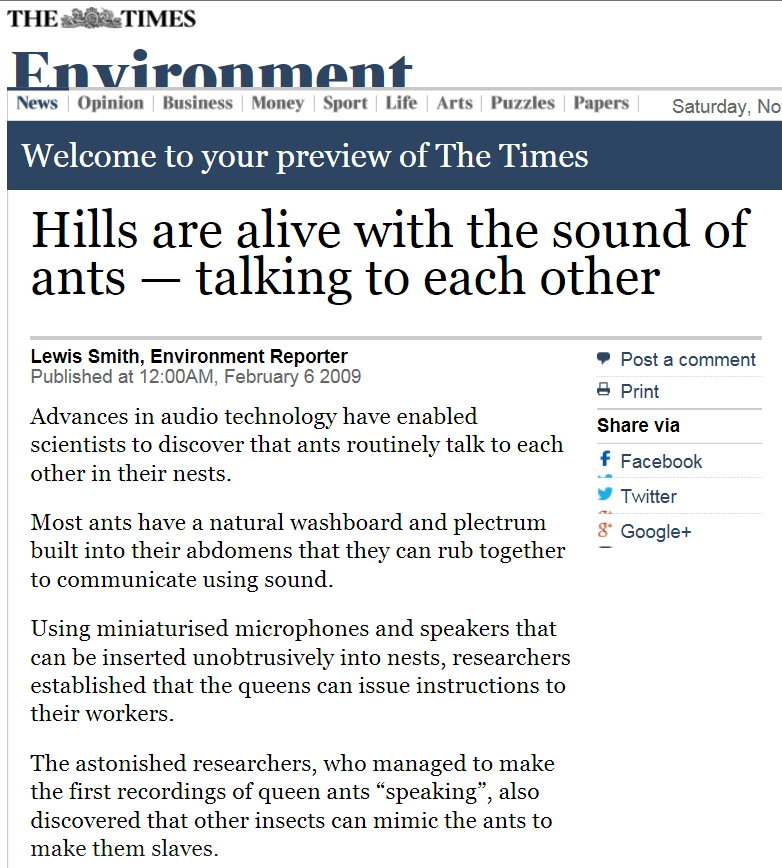 THE TIMES
Environment
News Opinion Business Money Sport Life Arts Puzzles Papers Saturday, No
Welcome to your preview of The Times
Hills are alive with the sound of
ants — talking to each other
Lewis Smith, Environment Reporter
Published at 12:00AM, February 6 2009
Advances in audio technology have enabled
scientists to discover that ants routinely talk to each
other in their nests.
Most ants have a natural washboard and plectrum
built into their abdomens that they can rub together
to communicate using sound.
Using miniaturised microphones and speakers that
can be inserted unobtrusively into nests, researchers
established that the queens can issue instructions to
their workers.
The astonished researchers, who managed to make
the first recordings of queen ants “speaking”, also
discovered that other insects can mimic the ants to
make them slaves.
Post a comment
Print
Share via
Facebook
Twitter
Google+